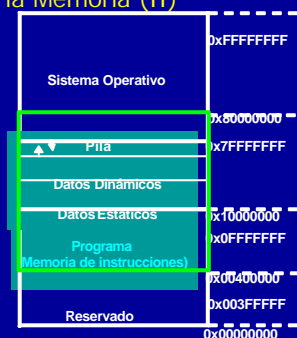 la Memoria (II)
0xFFFFFFFF
Sistema Operativo
0x80000000
Pila
0x7FFFFFFF
Datos Dinámicos
Datos Estáticos
0x10000000
0x0FFFFFFF
Programa
Memoria de instrucciones)
0x00400000
0x003FFFFF
Reservado
0x00000000